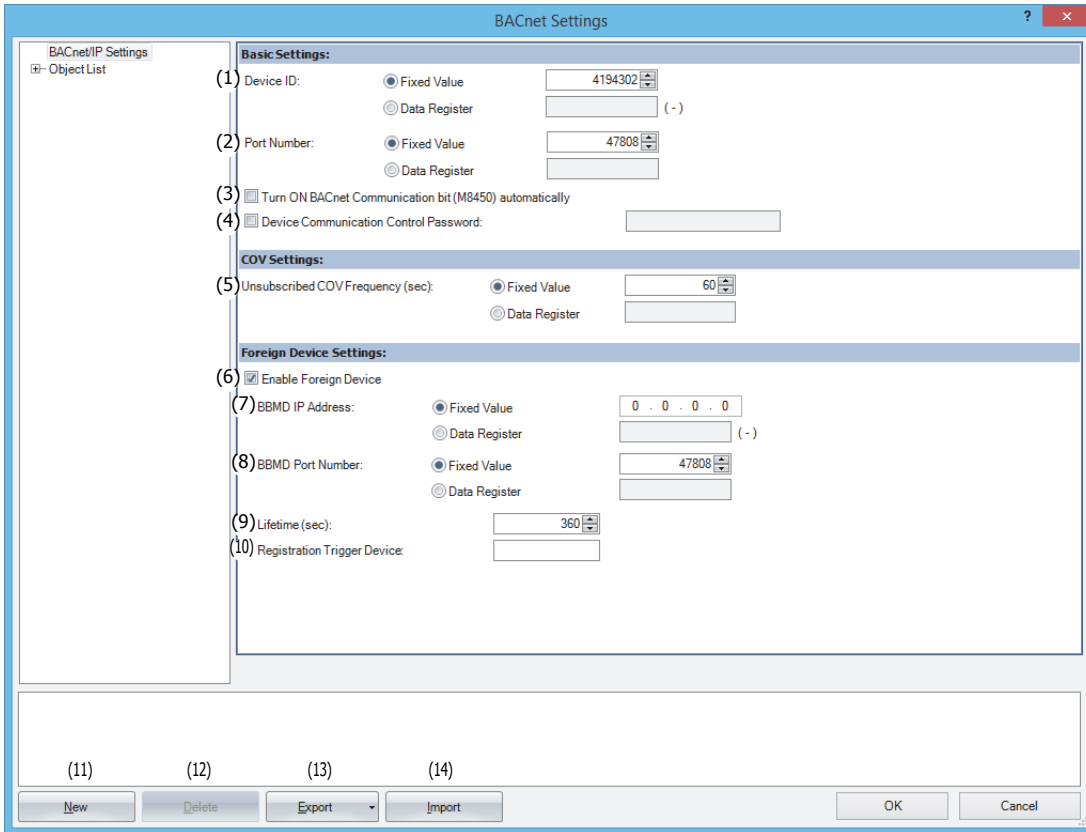 BACnet Settings ?
BACnet/IP Settings
Object List
Basic Settings:
(1) Device ID: Fixed Value 4194302
Data Register (-)
(2) Port Number: Fixed Value 47808
Data Register
(3) Turn ON BACnet Communication bit (M8450) automatically
(4) Device Communication Control Password:
COV Settings:
(5) Unsubscribed COV Frequency (sec): Fixed Value 60
Data Register
Foreign Device Settings:
(6) Enable Foreign Device
(7) BBMD IP Address: Fixed Value 0 . 0 . 0 . 0
Data Register (-)
(8) BBMD Port Number: Fixed Value 47808
Data Register
(9) Lifetime (sec): 360
(10) Registration Trigger Device:
(11) (12) (13) (14)
New Delete Export Import OK Cancel